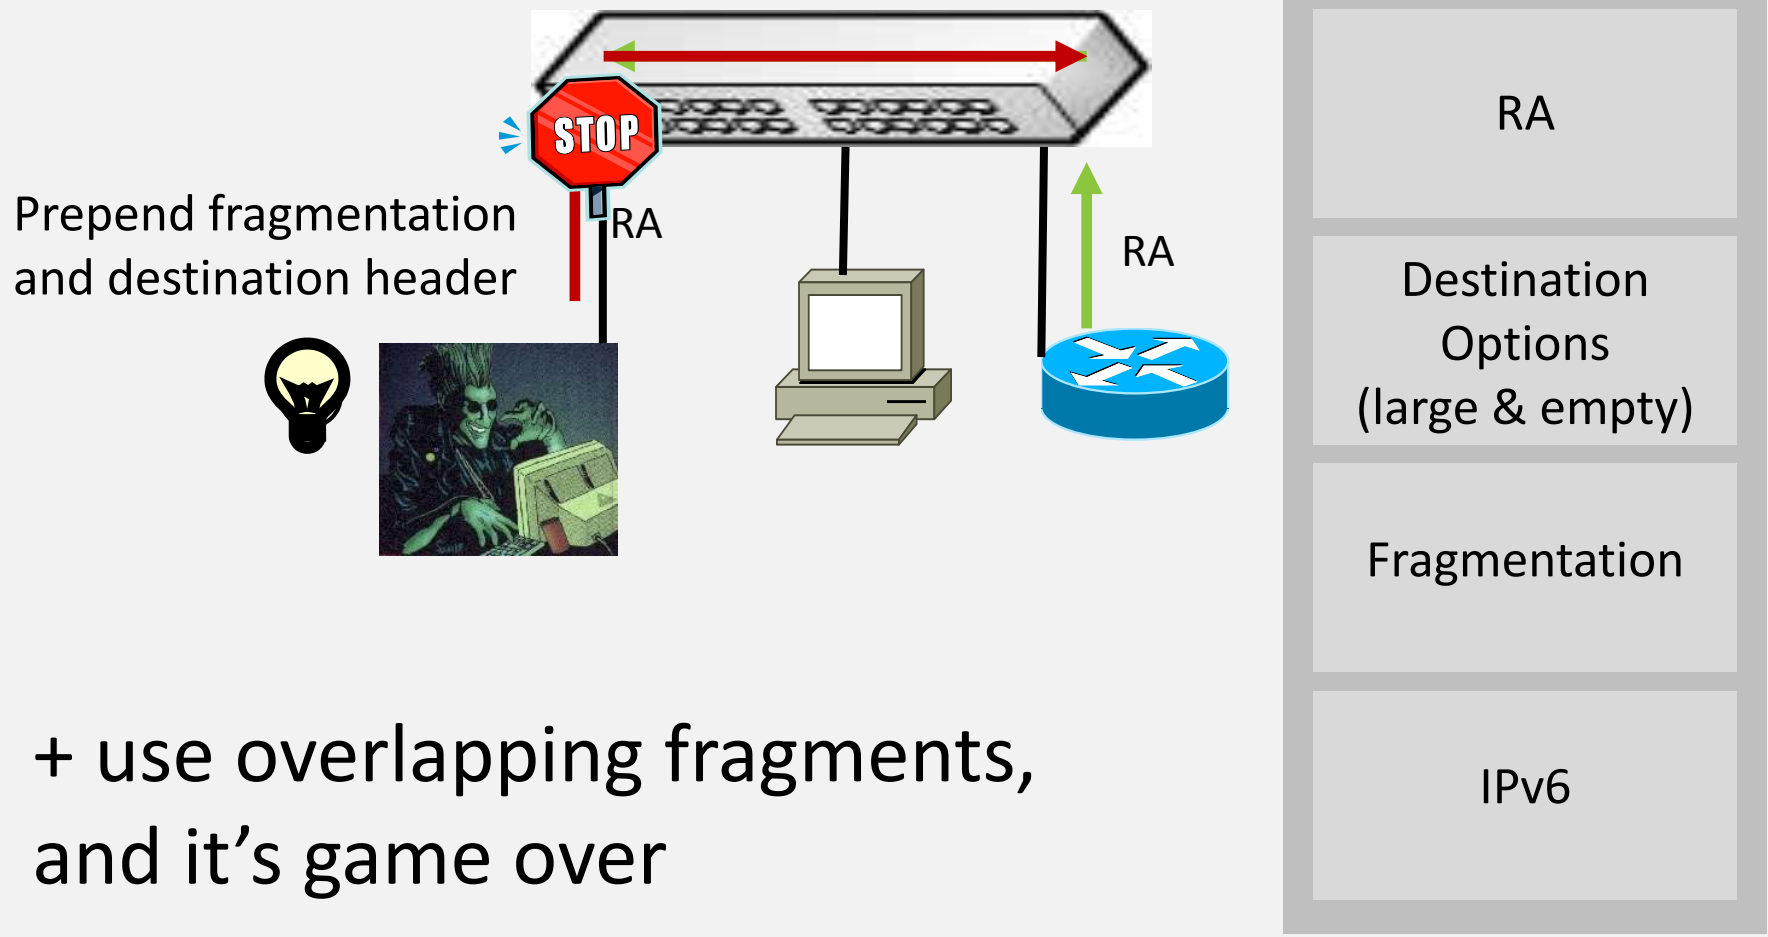 STOP
Prepend fragmentation
and destination header
RA
RA
+ use overlapping fragments,
and it’s game over
RA
Destination
Options
(large & empty)
Fragmentation
IPv6